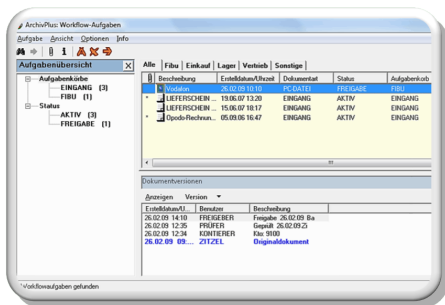 ArchivPlus: Workflow-Aufgaben
Aufgabe Ansicht Optionen Info
Aufgabenübersicht
Aufgabenkörbe
EINGANG (3)
FIBU (1)
Status
AKTIV (3)
FREIGABE (1)
Alle Fibu Einkauf Lager Vertrieb Sonstige
Beschreibung Erstelldatum/Uhrzeit Dokumentart Status Aufgabenkorb
Vodafon 26.02.09 10:10 PC-DATEI FREIGABE FIBU
* LIEFERSCHEIN ... 19.06.07 13:20 EINGANG AKTIV EINGANG
LIEFERSCHEIN ... 15.06.07 18:17 EINGANG AKTIV EINGANG
* Opodo-Rechnun... 05.09.06 16:47 EINGANG AKTIV EINGANG
Dokumentversionen
Anzeigen Version
Erstelldatum/U... Benutzer Beschreibung
26.02.09 14:10 FREIGEBER Freigabe 26.02.09 Ba
26.02.09 12:35 PRÜFER Geprüft 26.02.09 Zi
26.02.09 12:34 KONTIERER Kto: 9100
26.02.09 09:... ZITZEL Originaldokument
Workflowaufgaben gefunden